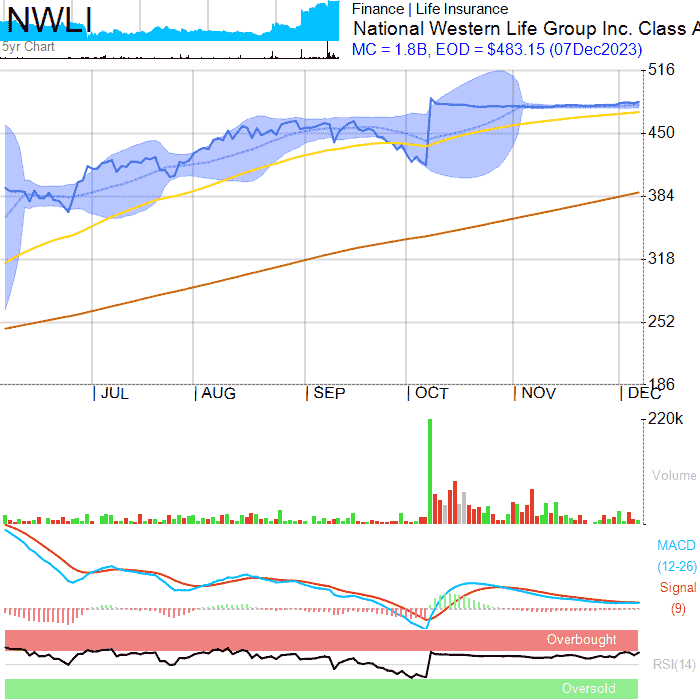 NWLI
5yr Chart
Finance | Life Insurance
National Western Life Group Inc. Class A
MC = 1.8B, EOD = $483.15 (07Dec2023)
516
450
384
318
252
186
JUL AUG SEP OCT NOV DEC
220k
Volume
MACD
(12-26)
Signal
(9)
Overbought
RSI(14)
Oversold